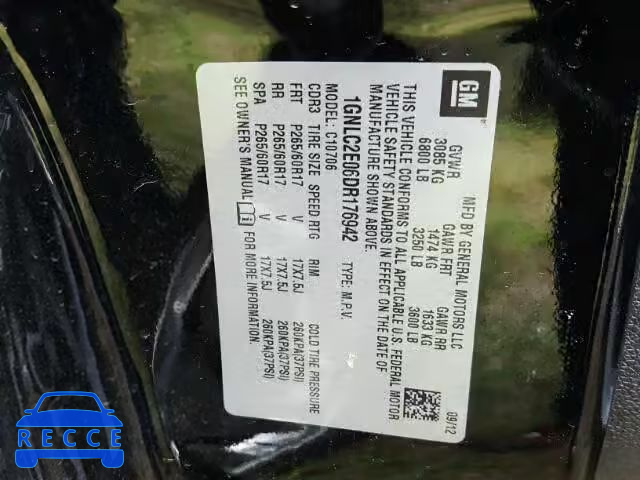 GM
MFD BY GENERAL MOTORS LLC 09/12
GVWR GAWR FRT GAWR RR
3085 KG 1474 KG 1633 KG
6800 LB 3250 LB 3600 LB
THIS VEHICLE CONFORMS TO ALL APPLICABLE U.S. FEDERAL MOTOR
VEHICLE SAFETY STANDARDS IN EFFECT ON THE DATE OF
MANUFACTURE SHOWN ABOVE.
1GNLC2E06DR176942 TYPE: M.P.V.
MODEL: C10706
CDR3 TIRE SIZE SPEED RTG RIM COLD TIRE PRESSURE
FRT P265/60R17 V 17X7.5J 260KPA(37PSI)
RR P265/60R17 V 17X7.5J 260KPA(37PSI)
SPA P265/60R17 V 17X7.5J 260KPA(37PSI)
SEE OWNER'S MANUAL FOR MORE INFORMATION.
RECCE